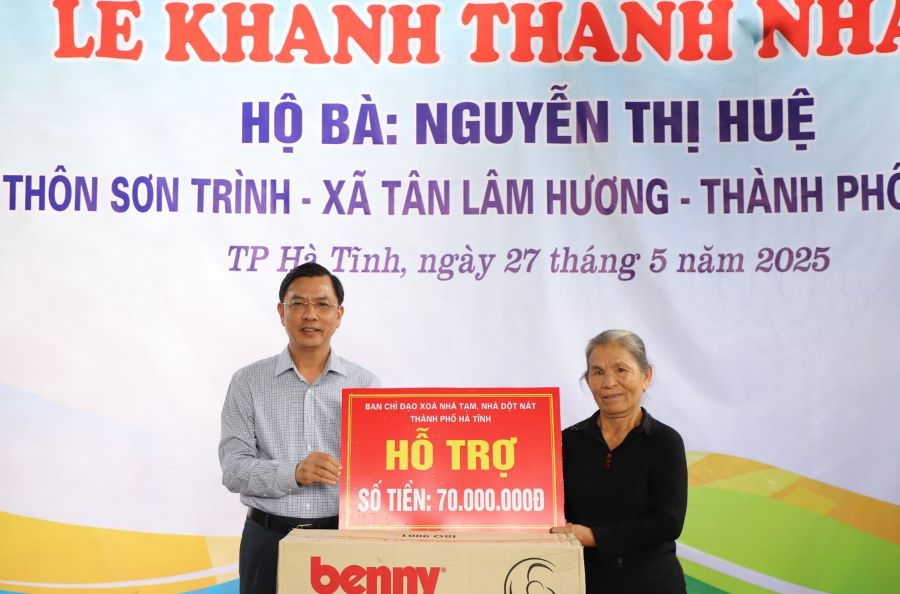 LỄ KHÁNH THÀNH NHÀ
HỘ BÀ: NGUYỄN THỊ HUỆ
THÔN SƠN TRÌNH - XÃ TÂN LÂM HƯƠNG - THÀNH PHỐ
TP Hà Tĩnh, ngày 27 tháng 5 năm 2025
BAN CHỈ ĐẠO XOÁ NHÀ TẠM, NHÀ DỘT NÁT
THÀNH PHỐ HÀ TĨNH
HỖ TRỢ
SỐ TIỀN: 70.000.000Đ
ISO 9001
benny®